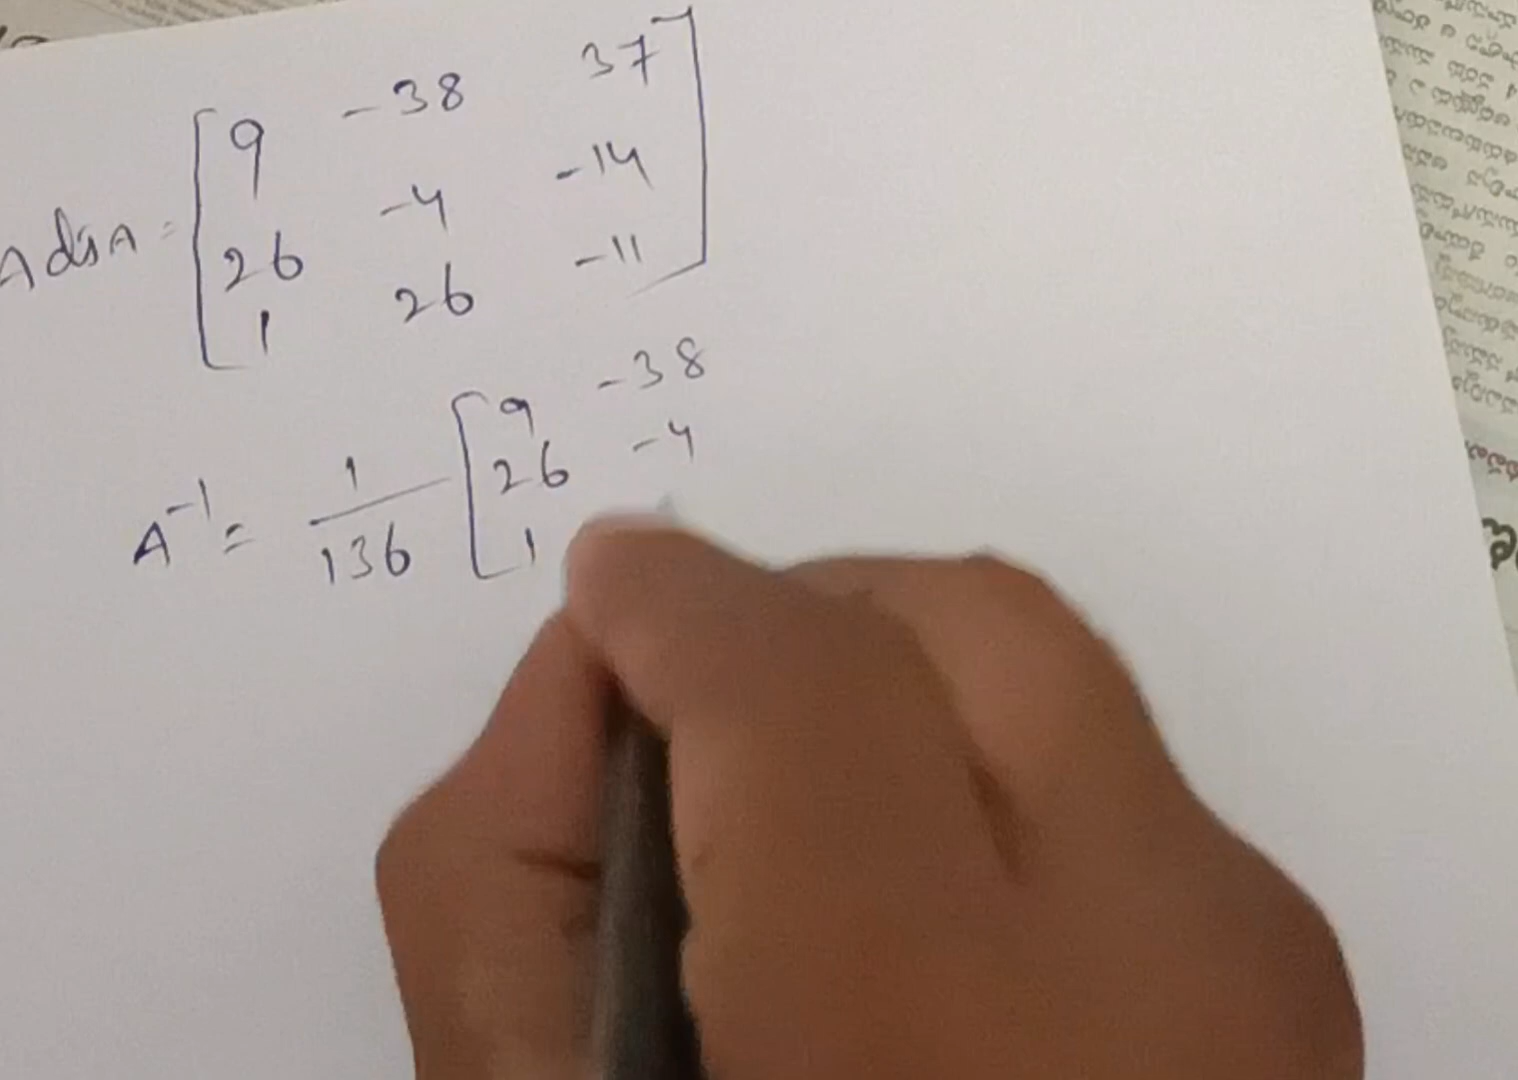 Adj A = [ 9 -38 37
26 -4 -14
1 26 -11 ]
A⁻¹ = 1/136 [ 9 -38
26 -4
1